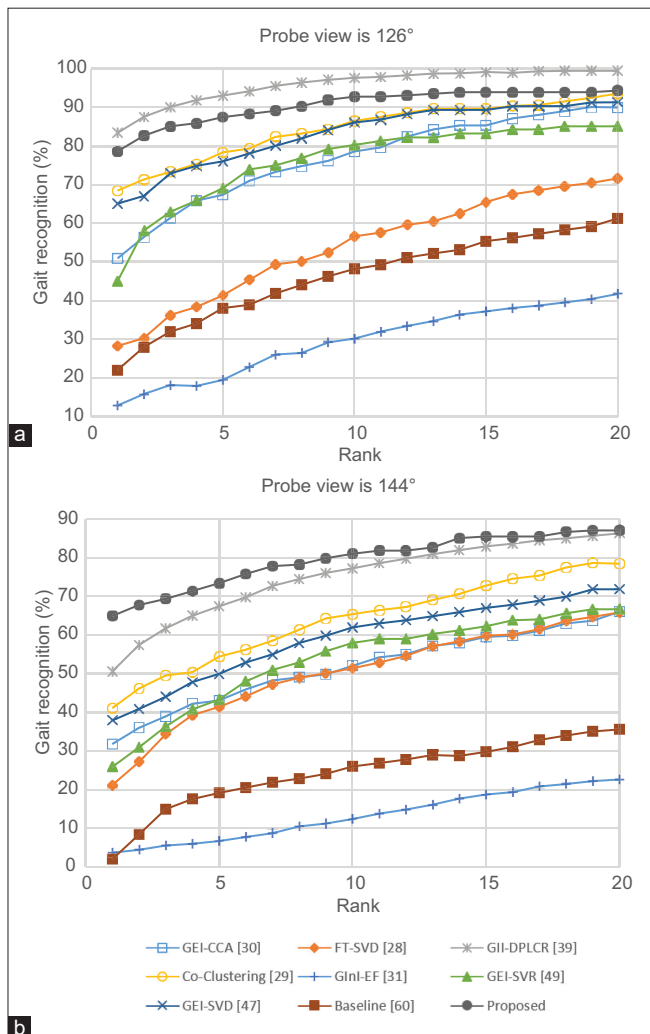 Probe view is 126°
Gait recognition (%)
100
90
80
70
60
50
40
30
20
10
0 5 10 15 20
Rank
a
Probe view is 144°
Gait recognition (%)
90
80
70
60
50
40
30
20
10
0
0 5 10 15 20
Rank
GEI-CCA [30] FT-SVD [28] GII-DPLCR [39]
Co-Clustering [29] GInI-EF [31] GEI-SVR [49]
GEI-SVD [47] Baseline [60] Proposed
b